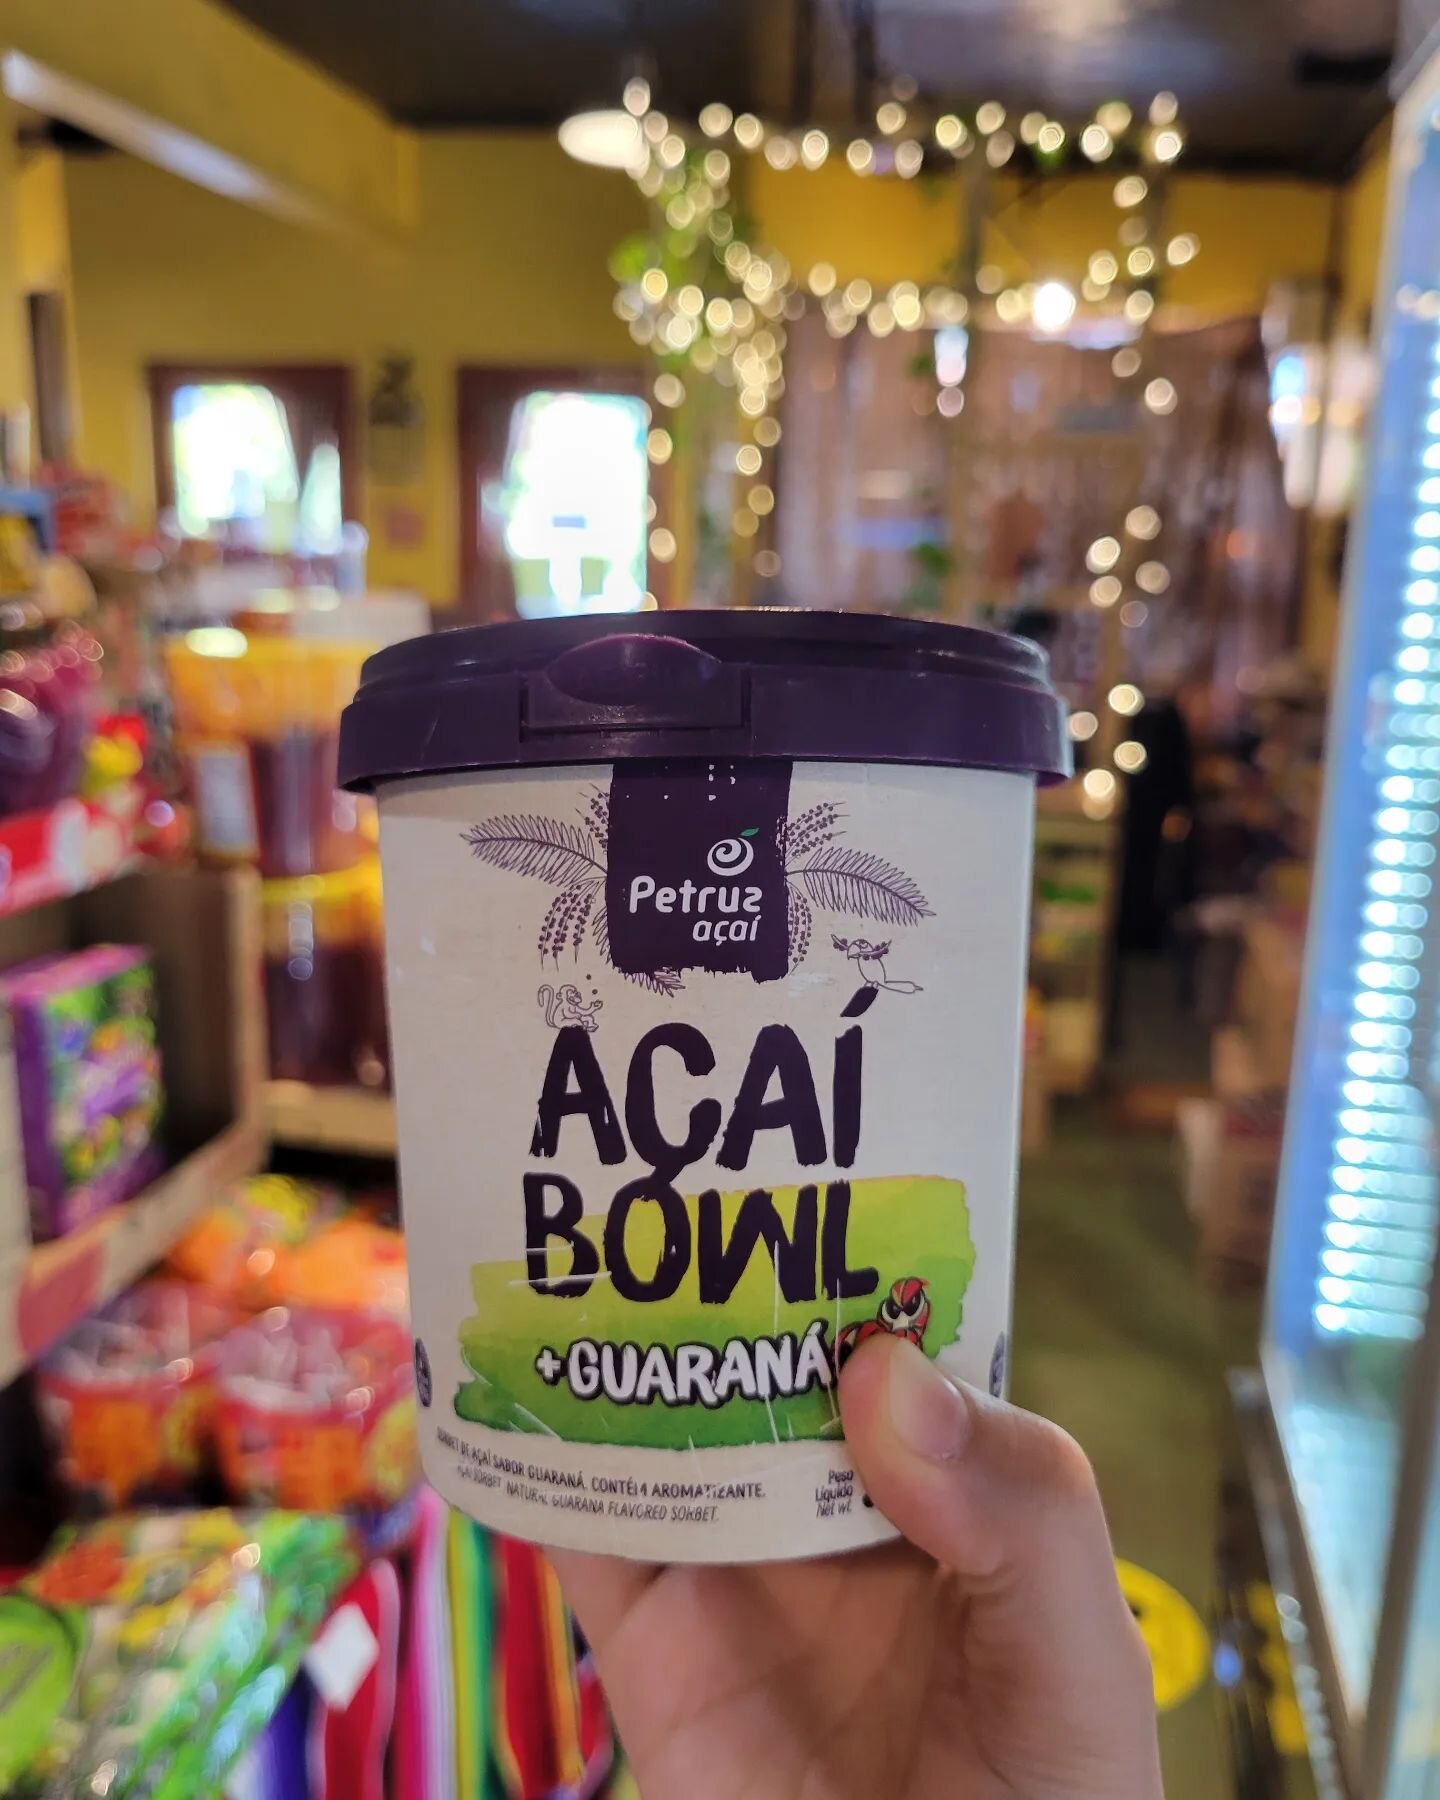 Petruz
açaí
AÇAÍ
BOWL
+GUARANÁ
SORBET DE AÇAÍ SABOR GUARANÁ. CONTÉM AROMATIZANTE.
AÇAÍ SORBET NATURAL GUARANA FLAVORED SORBET.
Peso
Líquido
Net wt.